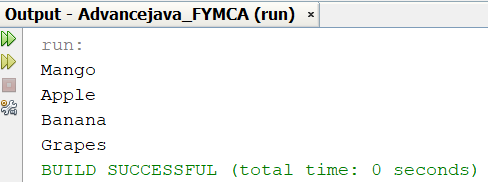 Output - Advancejava_FYMCA (run) ×
run:
Mango
Apple
Banana
Grapes
BUILD SUCCESSFUL (total time: 0 seconds)